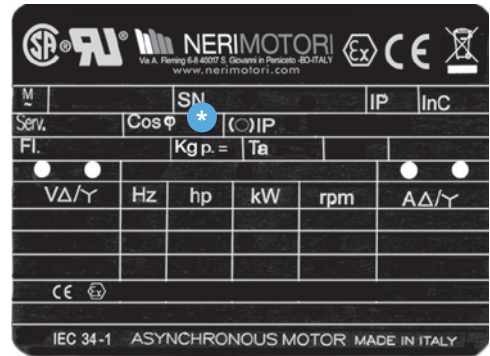 NERIMOTORI
Via A. Fleming 6-8 40017 S. Giovanni in Persiceto -BO-ITALY
www.nerimotori.com
M ~ SN IP InC
Serv. Cos φ * (○) IP
Fl. Kg p. = Ta
VΔ/Y Hz hp kW rpm AΔ/Y
CE Ex
IEC 34-1 ASYNCHRONOUS MOTOR MADE IN ITALY